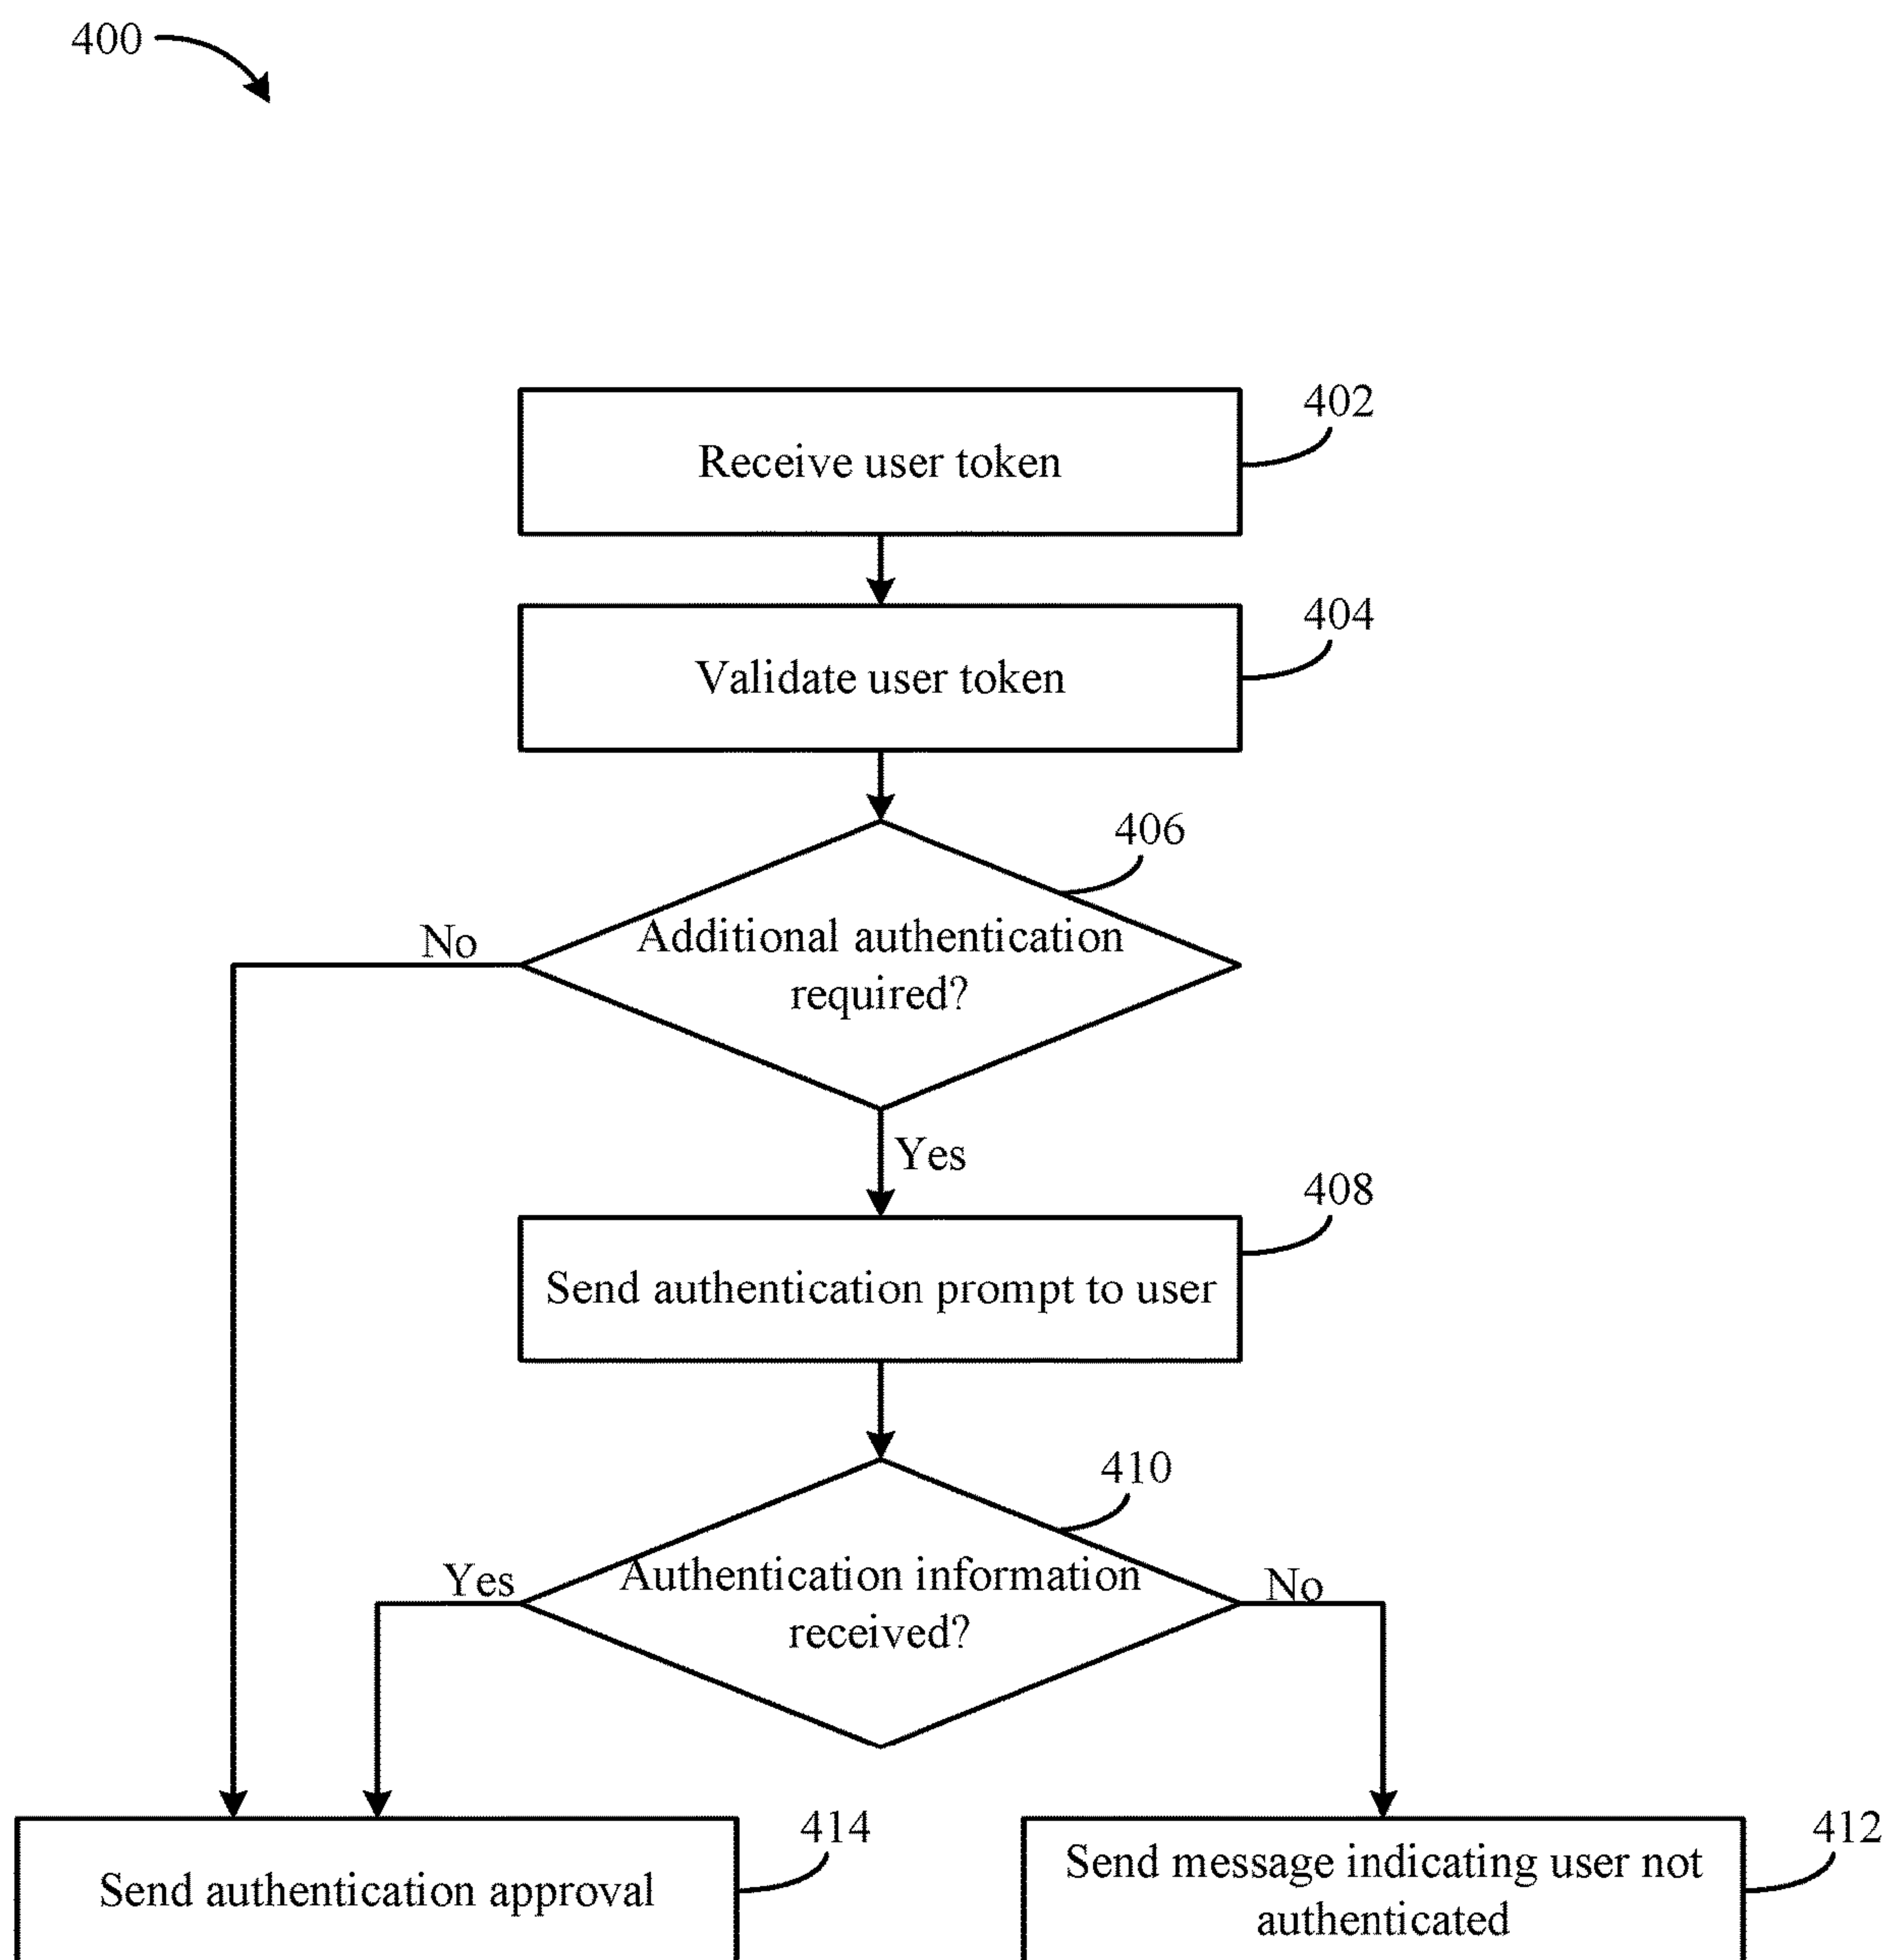 400
402
Receive user token
404
Validate user token
406
Additional authentication
required?
No
Yes
408
Send authentication prompt to user
410
Authentication information
received?
Yes
No
414
Send authentication approval
412
Send message indicating user not
authenticated